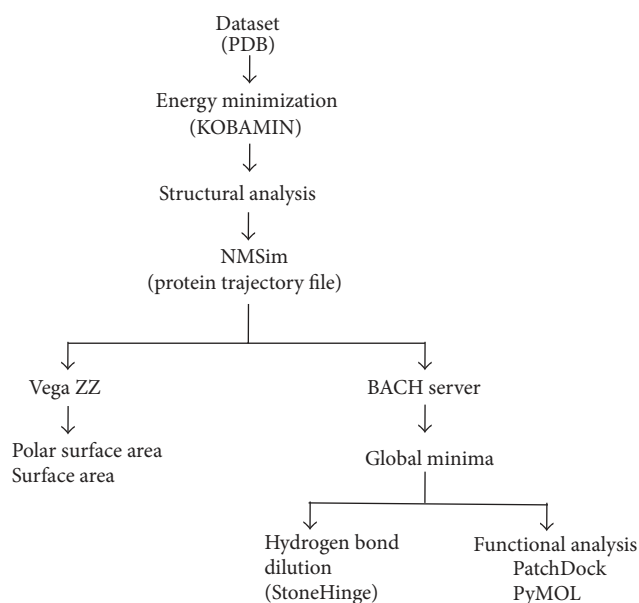 Dataset
(PDB)
Energy minimization
(KOBAMIN)
Structural analysis
NMSim
(protein trajectory file)
Vega ZZ
BACH server
Polar surface area
Surface area
Global minima
Hydrogen bond
dilution
(StoneHinge)
Functional analysis
PatchDock
PyMOL